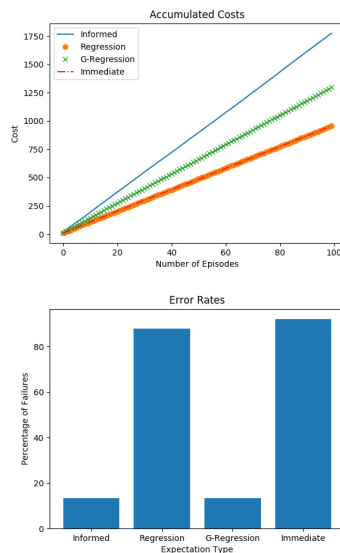 Accumulated Costs
Informed
Regression
G-Regression
Immediate
1750
1500
1250
1000
750
500
250
0
Cost
0 20 40 60 80 100
Number of Episodes
Error Rates
80
60
40
20
0
Percentage of Failures
Informed Regression G-Regression Immediate
Expectation Type